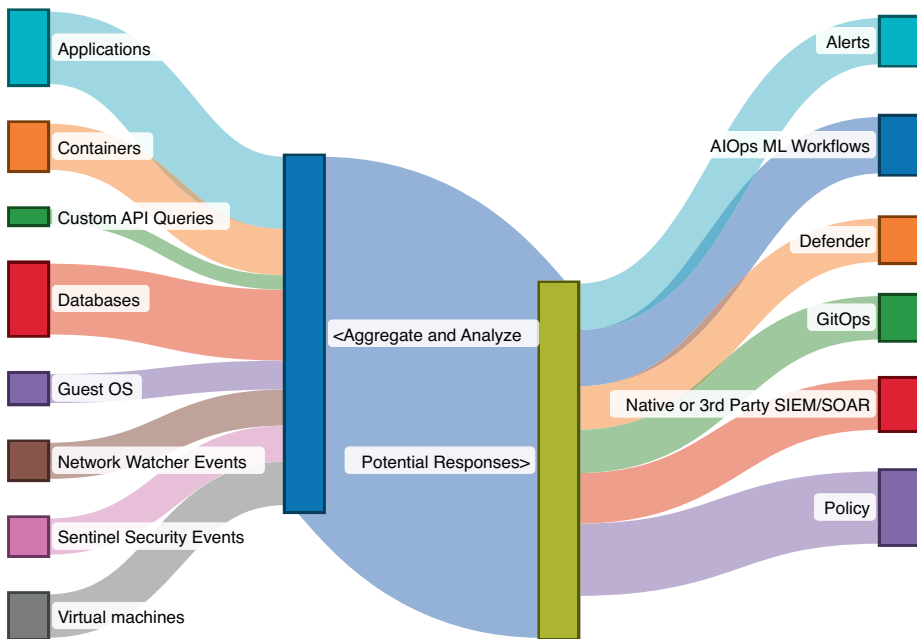 Applications
Containers
Custom API Queries
Databases
Guest OS
Network Watcher Events
Sentinel Security Events
Virtual machines
<Aggregate and Analyze
Potential Responses>
Alerts
AIOps ML Workflows
Defender
GitOps
Native or 3rd Party SIEM/SOAR
Policy